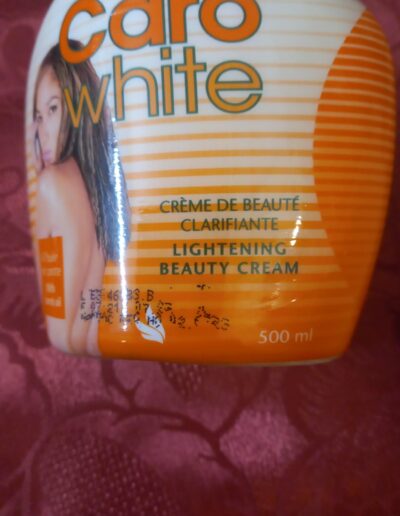 caro
white
CRÈME DE BEAUTÉ
CLARIFIANTE
LIGHTENING
BEAUTY CREAM
500 ml